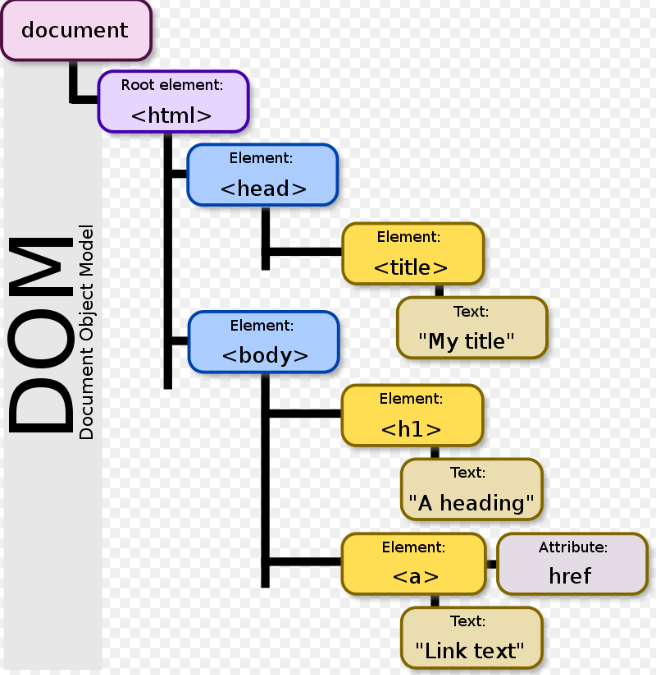 document
Root element:
<html>
Element:
<head>
Element:
<title>
Text:
"My title"
Element:
<body>
Element:
<h1>
Text:
"A heading"
Element:
<a>
Attribute:
href
Text:
"Link text"
DOM
Document Object Model